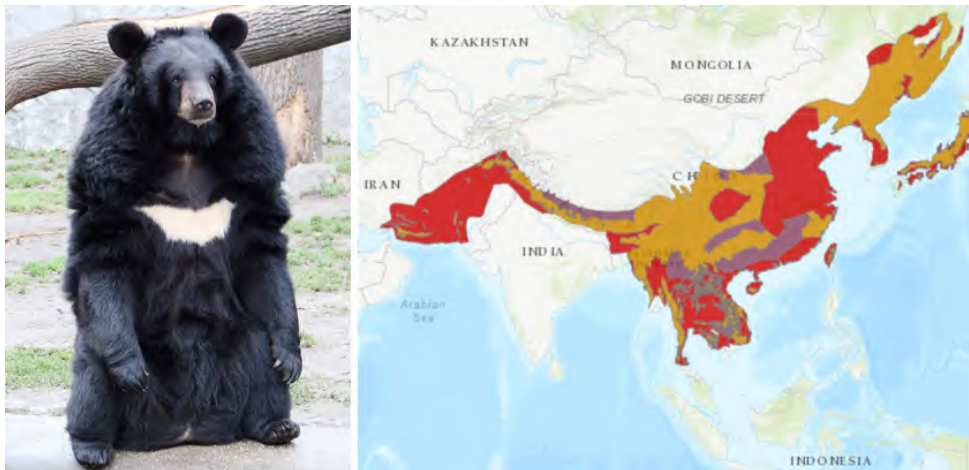 KAZAKHSTAN
MONGOLIA
GOBI DESERT
IRAN
INDIA
Arabian
Sea
INDONESIA